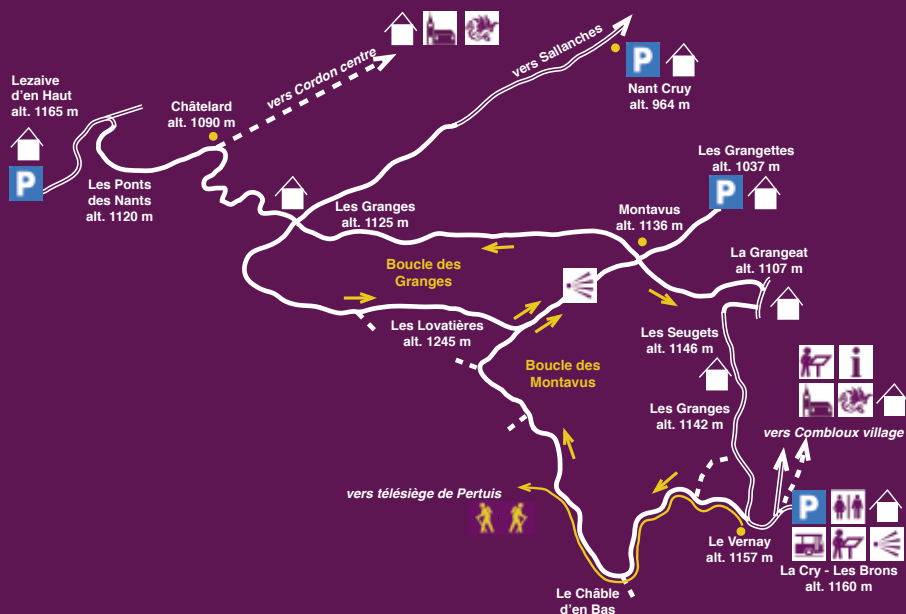 vers Cordon centre
vers Sallanches
P
Nant Cruy
alt. 964 m
Lezaive
d'en Haut
alt. 1165 m
P
Châtelard
alt. 1090 m
Les Ponts
des Nants
alt. 1120 m
Les Grangettes
alt. 1037 m
P
Les Granges
alt. 1125 m
Montavus
alt. 1136 m
La Grangeat
alt. 1107 m
Boucle des
Granges
Les Lovatières
alt. 1245 m
Les Seugets
alt. 1146 m
Boucle des
Montavus
i
Les Granges
alt. 1142 m
vers Combloux village
vers télésiège de Pertuis
P
Le Vernay
alt. 1157 m
La Cry - Les Brons
alt. 1160 m
Le Châble
d'en Bas